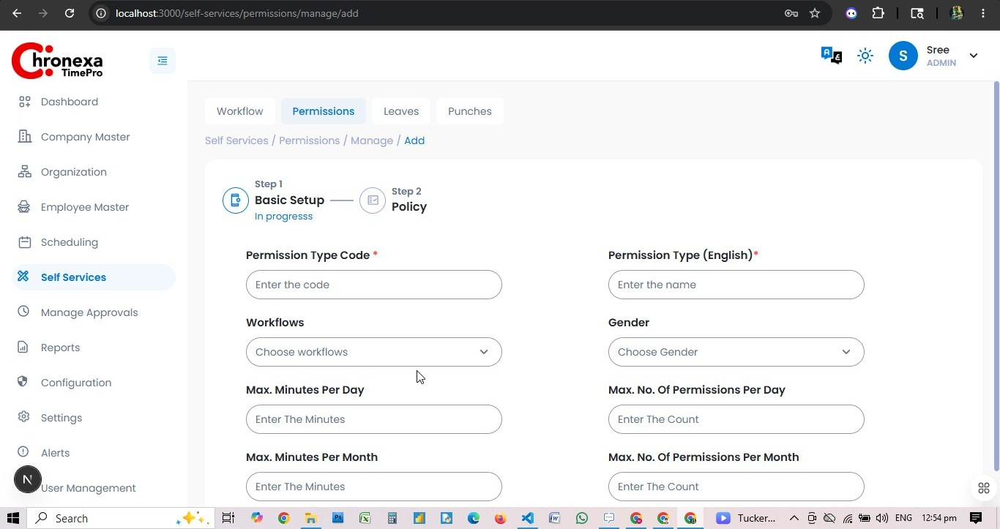 localhost:3000/self-services/permissions/manage/add
Chronexa
TimePro
S
Sree
ADMIN
Dashboard
Company Master
Organization
Employee Master
Scheduling
Self Services
Manage Approvals
Reports
Configuration
Settings
Alerts
User Management
N
Workflow
Permissions
Leaves
Punches
Self Services / Permissions / Manage / Add
Step 1
Basic Setup
In progresss
Step 2
Policy
Permission Type Code *
Enter the code
Permission Type (English)*
Enter the name
Workflows
Choose workflows
Gender
Choose Gender
Max. Minutes Per Day
Enter The Minutes
Max. No. Of Permissions Per Day
Enter The Count
Max. Minutes Per Month
Enter The Minutes
Max. No. Of Permissions Per Month
Enter The Count
Search
Tucker...
ENG
12:54 pm